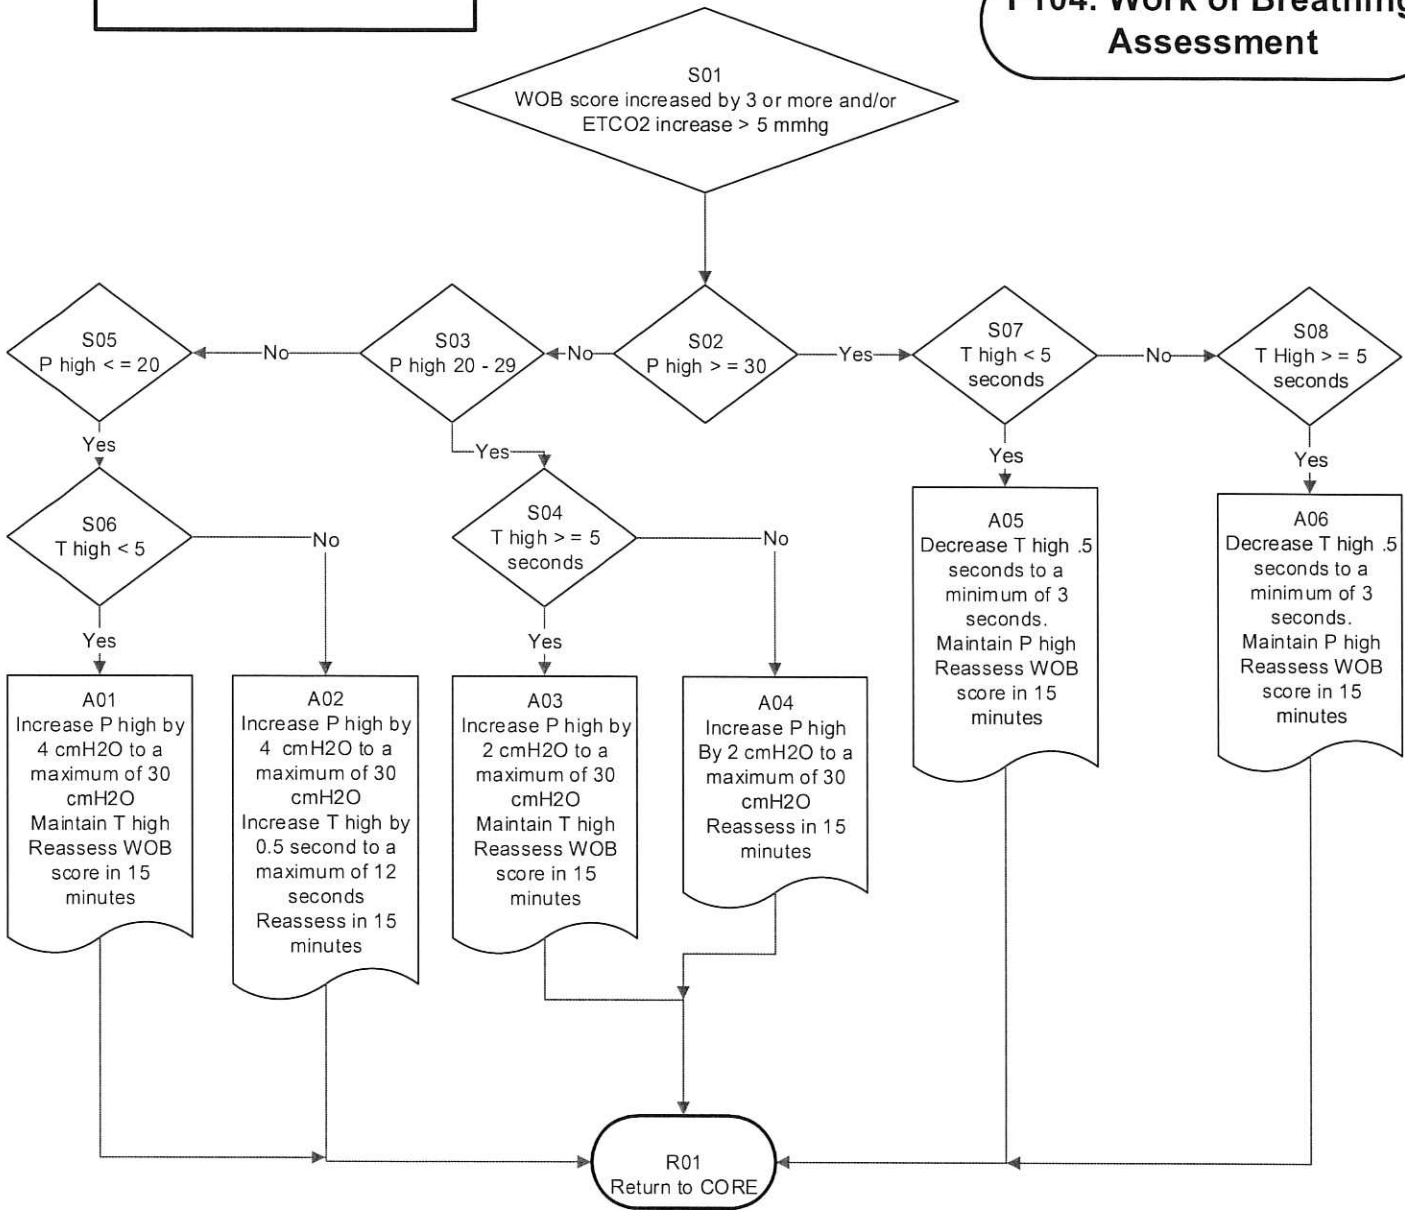 P104: Work of Breathing
Assessment
S01
WOB score increased by 3 or more and/or
ETCO2 increase > 5 mmhg
S05
P high < = 20
No
S03
P high 20 - 29
No
S02
P high > = 30
Yes
S07
T high < 5
seconds
No
S08
T High > = 5
seconds
Yes
Yes
Yes
Yes
S06
T high < 5
No
S04
T high > = 5
seconds
No
Yes
Yes
A01
Increase P high by
4 cmH2O to a
maximum of 30
cmH2O
Maintain T high
Reassess WOB
score in 15
minutes
A02
Increase P high by
4 cmH2O to a
maximum of 30
cmH2O
Increase T high by
0.5 second to a
maximum of 12
seconds
Reassess in 15
minutes
A03
Increase P high by
2 cmH2O to a
maximum of 30
cmH2O
Maintain T high
Reassess WOB
score in 15
minutes
A04
Increase P high
By 2 cmH2O to a
maximum of 30
cmH2O
Reassess in 15
minutes
A05
Decrease T high .5
seconds to a
minimum of 3
seconds.
Maintain P high
Reassess WOB
score in 15
minutes
A06
Decrease T high .5
seconds to a
minimum of 3
seconds.
Maintain P high
Reassess WOB
score in 15
minutes
R01
Return to CORE